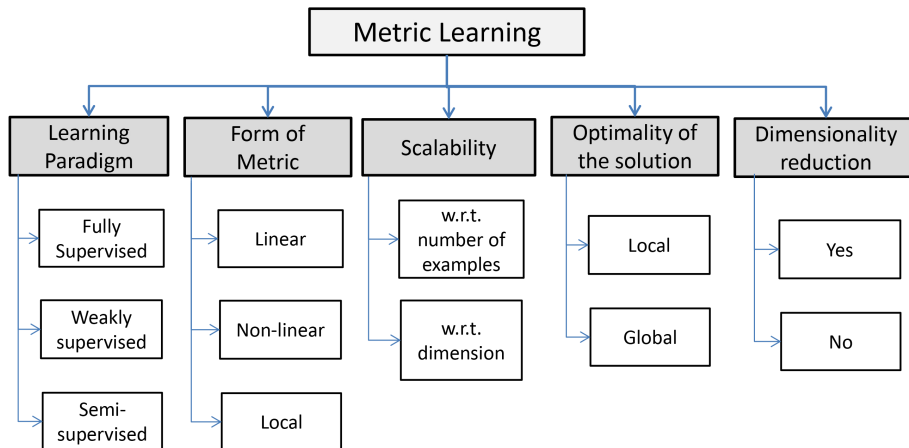 Metric Learning
Learning
Paradigm
Form of
Metric
Scalability
Optimality of
the solution
Dimensionality
reduction
Fully
Supervised
Weakly
supervised
Semi-
supervised
Linear
Non-linear
Local
w.r.t.
number of
examples
w.r.t.
dimension
Local
Global
Yes
No